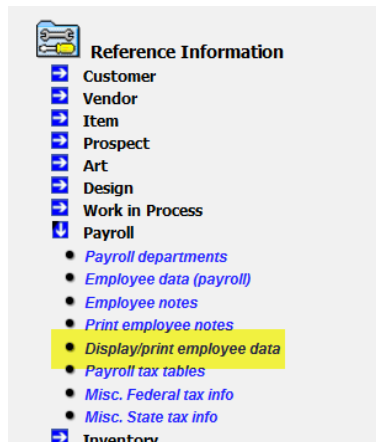 Reference Information
Customer
Vendor
Item
Prospect
Art
Design
Work in Process
Payroll
Payroll departments
Employee data (payroll)
Employee notes
Print employee notes
Display/print employee data
Payroll tax tables
Misc. Federal tax info
Misc. State tax info
Inventory